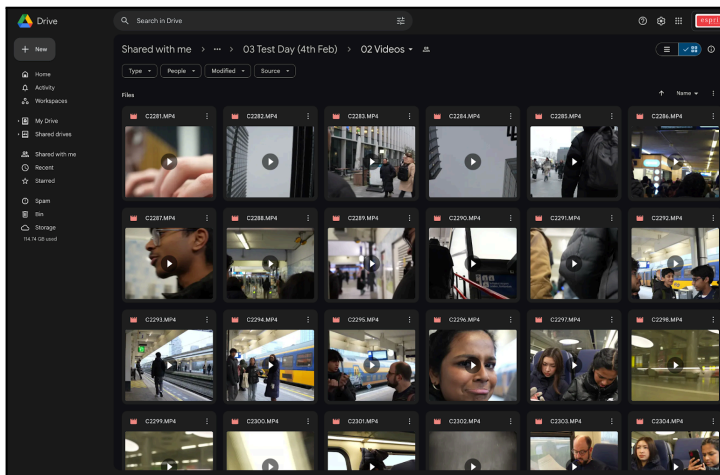 Drive
Search in Drive
New
Home
Activity
Workspaces
My Drive
Shared drives
Shared with me
Recent
Starred
Spam
Bin
Storage
114.74 GB used
Shared with me > ... > 03 Test Day (4th Feb) > 02 Videos
Type
People
Modified
Source
Files
Name
C2281.MP4
C2282.MP4
C2283.MP4
C2284.MP4
C2285.MP4
C2286.MP4
C2287.MP4
C2288.MP4
C2289.MP4
C2290.MP4
C2291.MP4
C2292.MP4
C2293.MP4
C2294.MP4
C2295.MP4
C2296.MP4
C2297.MP4
C2298.MP4
C2299.MP4
C2300.MP4
C2301.MP4
C2302.MP4
C2303.MP4
C2304.MP4